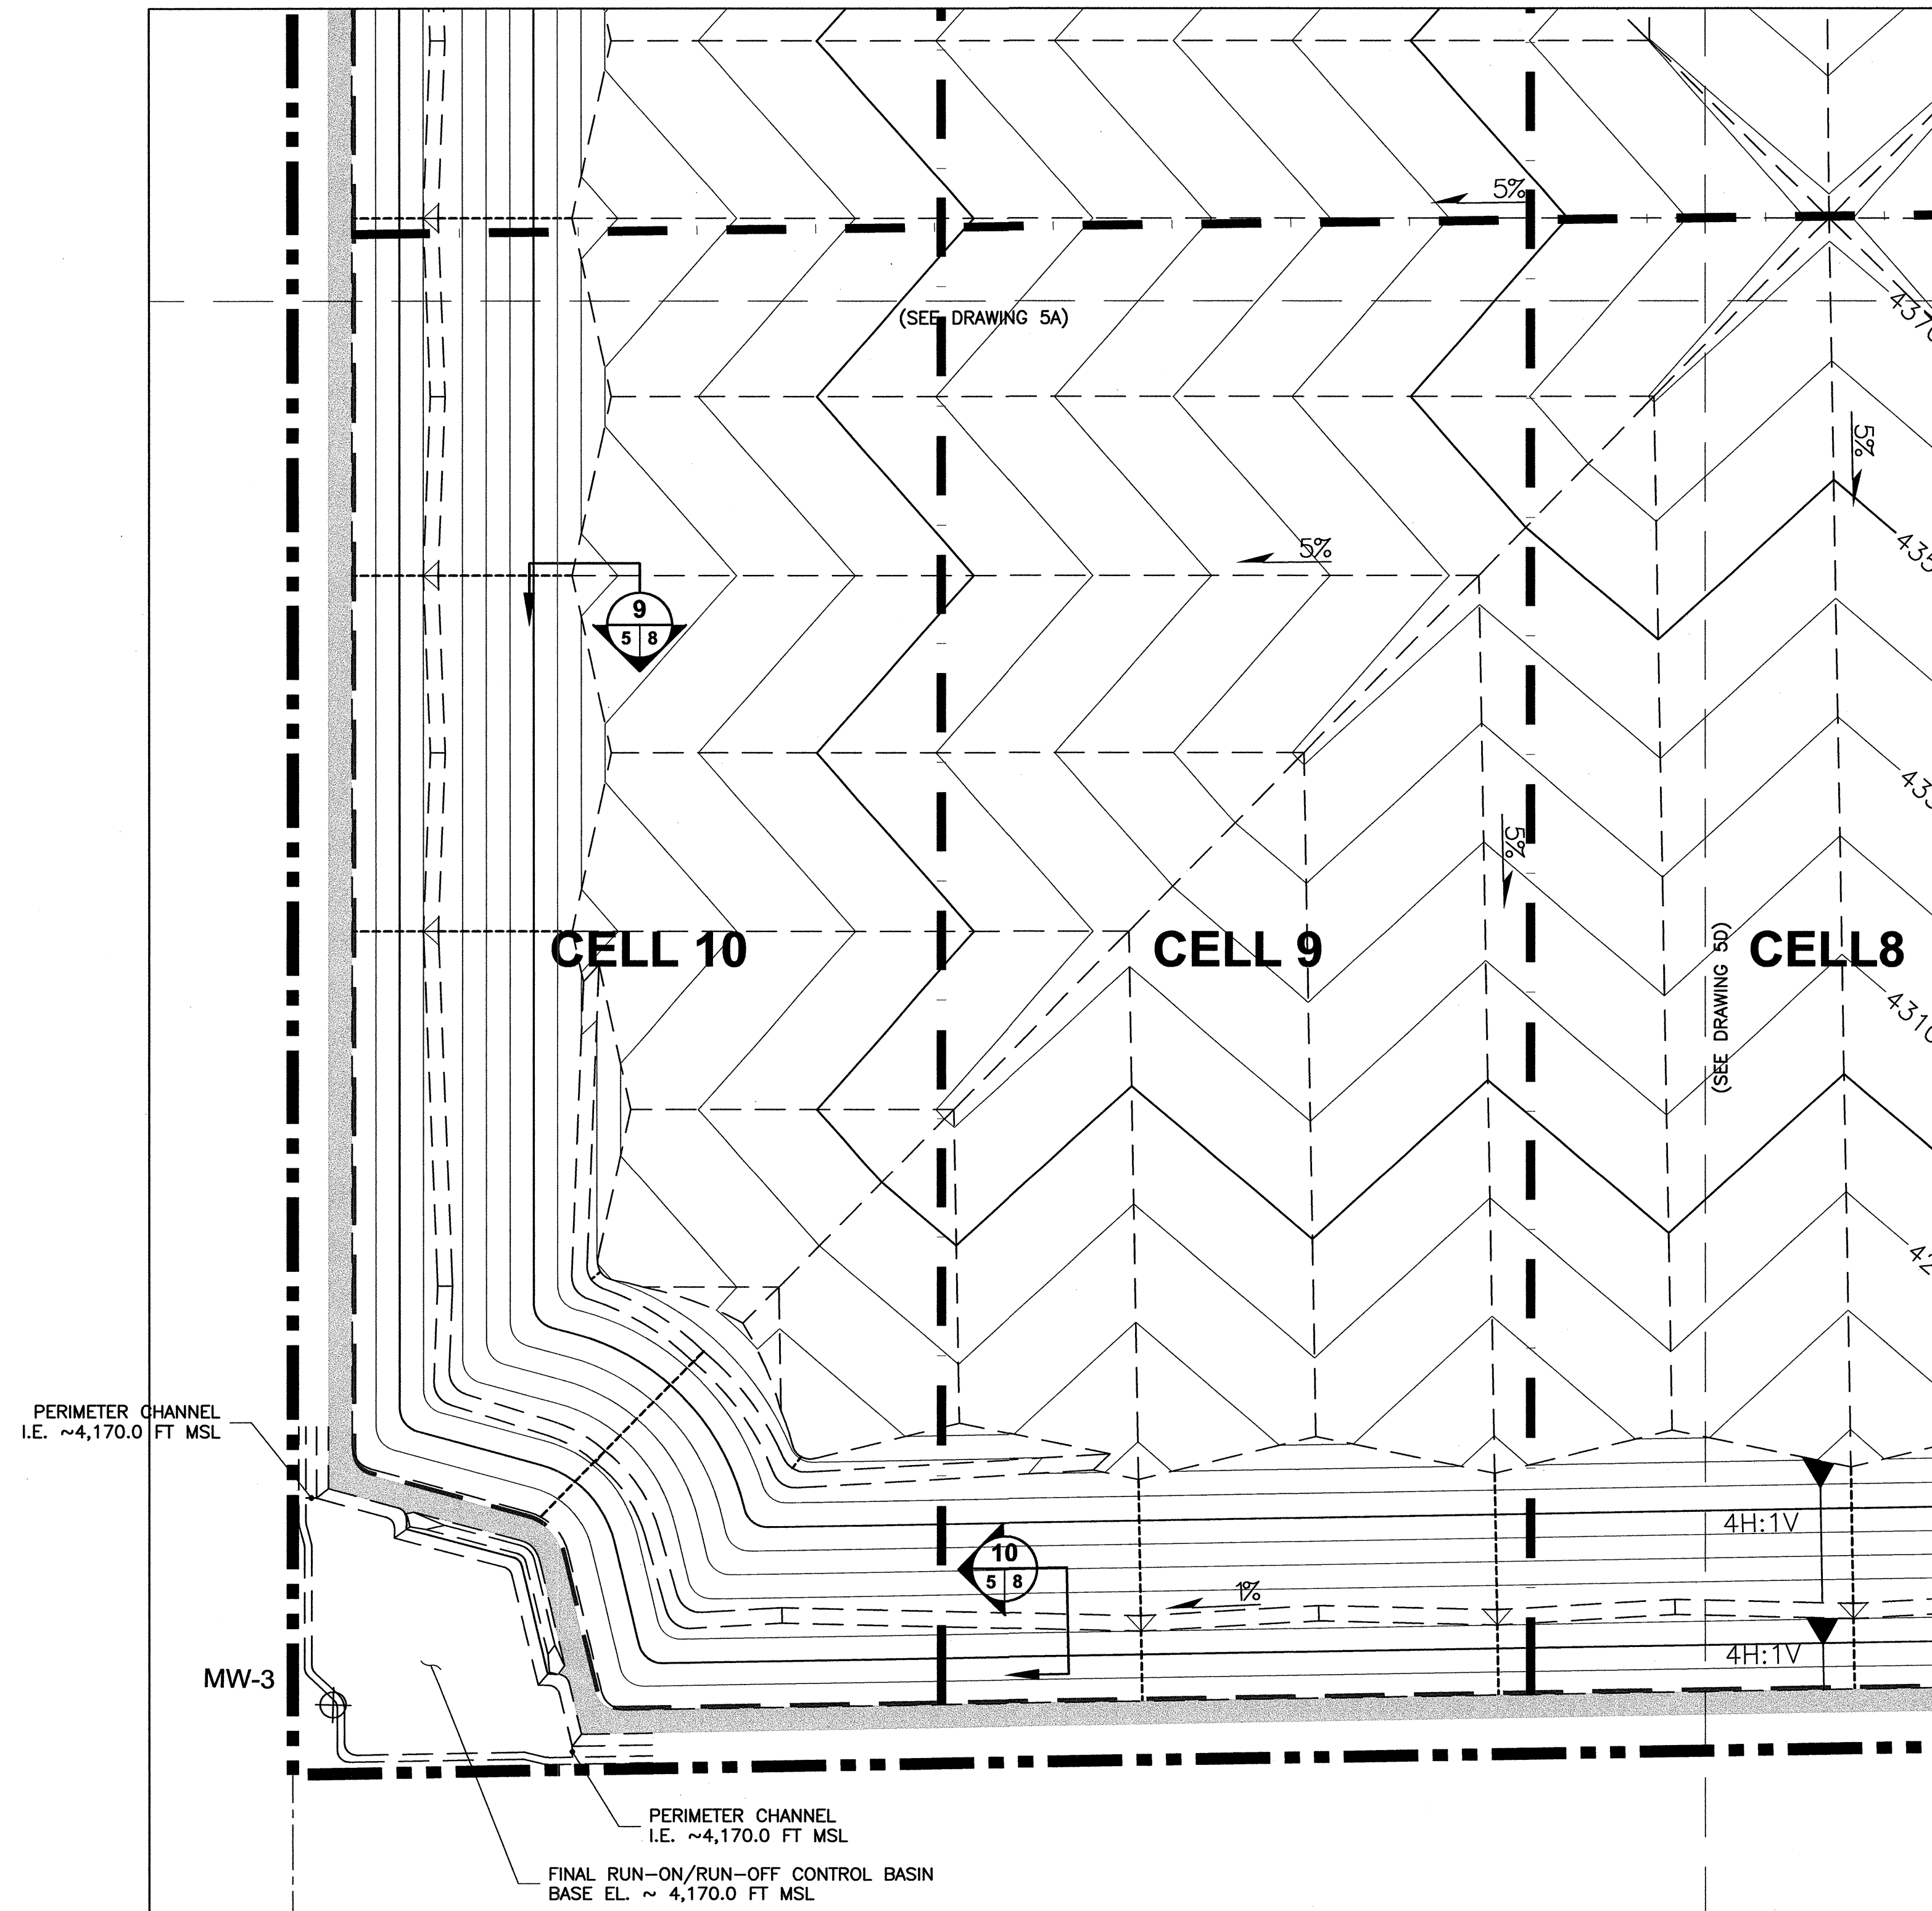 5%
(SEE DRAWING 5A)
5%
5%
9
5 8
5%
CELL 10
CELL 9
CELL8
(SEE DRAWING 5D)
PERIMETER CHANNEL
I.E. ~4,170.0 FT MSL
4H:1V
10
5 8
1%
4H:1V
MW-3
PERIMETER CHANNEL
I.E. ~4,170.0 FT MSL
FINAL RUN-ON/RUN-OFF CONTROL BASIN
BASE EL. ~ 4,170.0 FT MSL